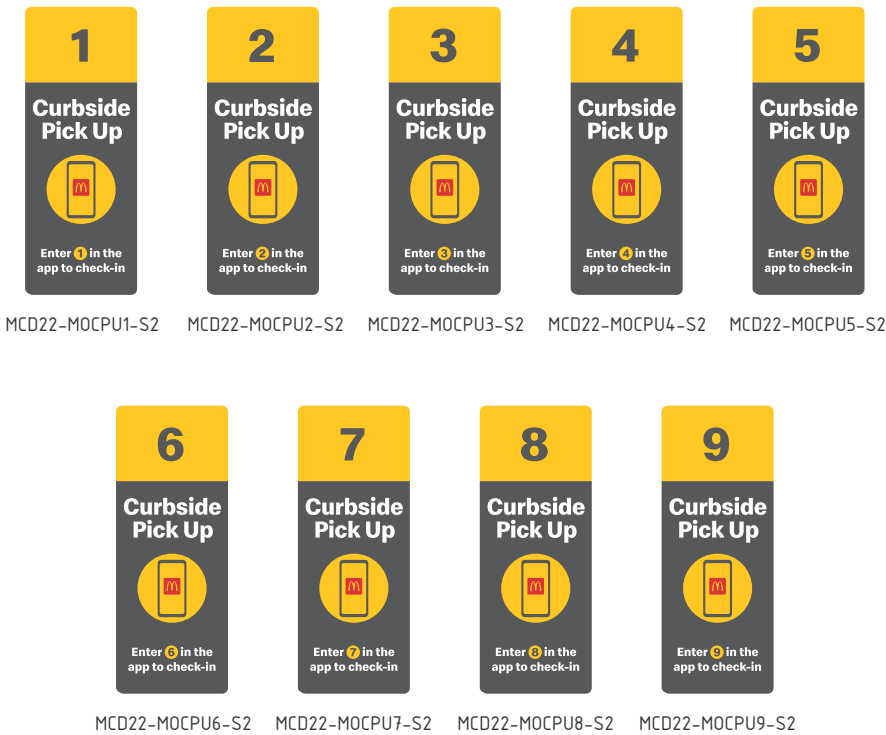 1
Curbside
Pick Up
Enter 1 in the
app to check-in
MCD22-MOCPU1-S2
2
Curbside
Pick Up
Enter 2 in the
app to check-in
MCD22-MOCPU2-S2
3
Curbside
Pick Up
Enter 3 in the
app to check-in
MCD22-MOCPU3-S2
4
Curbside
Pick Up
Enter 4 in the
app to check-in
MCD22-MOCPU4-S2
5
Curbside
Pick Up
Enter 5 in the
app to check-in
MCD22-MOCPU5-S2
6
Curbside
Pick Up
Enter 6 in the
app to check-in
MCD22-MOCPU6-S2
7
Curbside
Pick Up
Enter 7 in the
app to check-in
MCD22-MOCPU7-S2
8
Curbside
Pick Up
Enter 8 in the
app to check-in
MCD22-MOCPU8-S2
9
Curbside
Pick Up
Enter 9 in the
app to check-in
MCD22-MOCPU9-S2